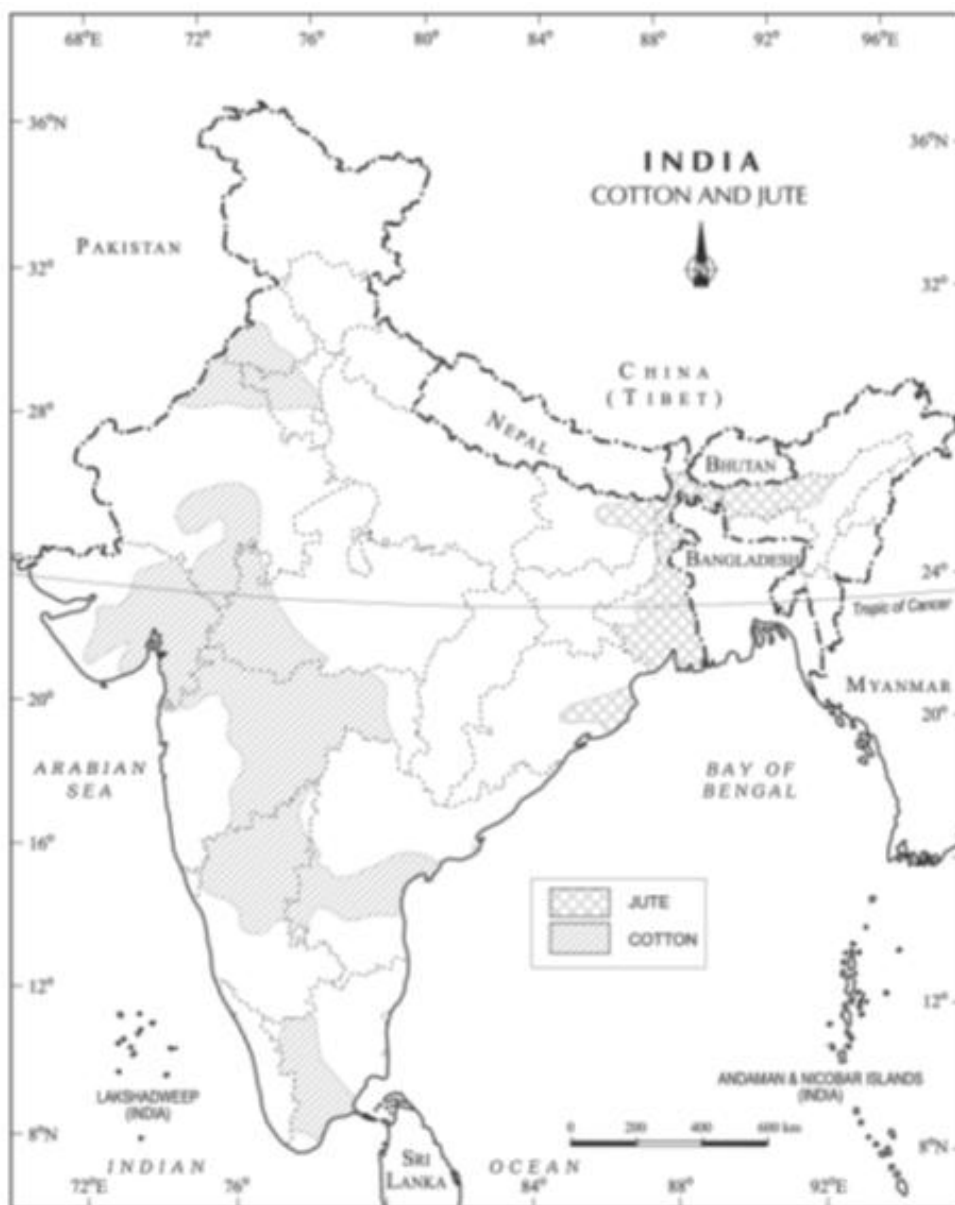 68°E 72° 76° 80° 84° 88° 92° 96°E
36°N
36°N
INDIA
COTTON AND JUTE
N
PAKISTAN
32°
32°
CHINA
(TIBET)
28°
28°
NEPAL
BHUTAN
BANGLADESH
24°
24°
Tropic of Cancer
MYANMAR
20°
20°
ARABIAN
SEA
BAY OF
BENGAL
16°
JUTE
COTTON
12°
12°
LAKSHADWEEP
(INDIA)
ANDAMAN & NICOBAR ISLANDS
(INDIA)
0 200 400 600 km
8°N
8°N
INDIAN OCEAN
SRI
LANKA
72°E 76° 84° 88° 92°E